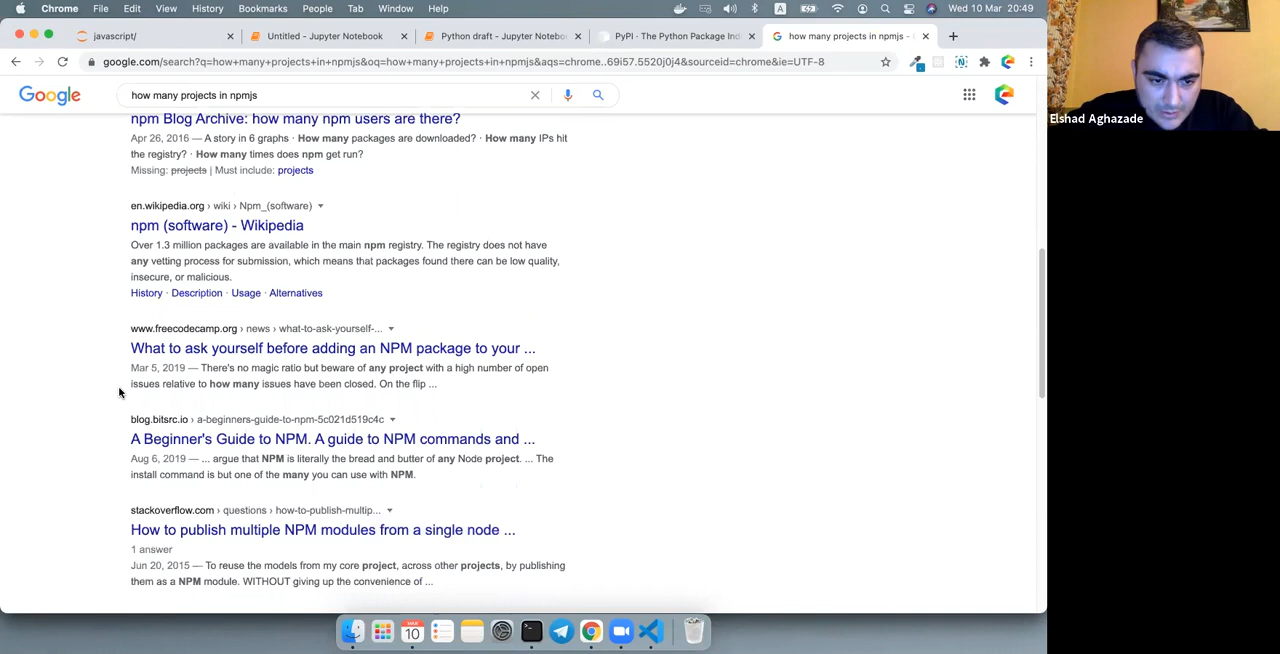 Chrome File Edit View History Bookmarks People Tab Window Help A Wed 10 Mar 20:49
javascript/ Untitled - Jupyter Notebook Python draft - Jupyter Notebo PyPI · The Python Package Ind how many projects in npmjs -
google.com/search?q=how+many+projects+in+npmjs&oq=how+many+projects+in+npmjs&aqs=chrome..69i57.5520j0j4&sourceid=chrome&ie=UTF-8
Google how many projects in npmjs
Elshad Aghazade
npm Blog Archive: how many npm users are there?
Apr 26, 2016 — A story in 6 graphs · How many packages are downloaded? · How many IPs hit
the registry? · How many times does npm get run?
Missing: projects | Must include: projects
en.wikipedia.org › wiki › Npm_(software)
npm (software) - Wikipedia
Over 1.3 million packages are available in the main npm registry. The registry does not have
any vetting process for submission, which means that packages found there can be low quality,
insecure, or malicious.
History · Description · Usage · Alternatives
www.freecodecamp.org › news › what-to-ask-yourself-...
What to ask yourself before adding an NPM package to your ...
Mar 5, 2019 — There's no magic ratio but beware of any project with a high number of open
issues relative to how many issues have been closed. On the flip ...
blog.bitsrc.io › a-beginners-guide-to-npm-5c021d519c4c
A Beginner's Guide to NPM. A guide to NPM commands and ...
Aug 6, 2019 — ... argue that NPM is literally the bread and butter of any Node project. ... The
install command is but one of the many you can use with NPM.
stackoverflow.com › questions › how-to-publish-multip...
How to publish multiple NPM modules from a single node ...
1 answer
Jun 20, 2015 — To reuse the models from my core project, across other projects, by publishing
them as a NPM module. WITHOUT giving up the convenience of ...
MAR
10